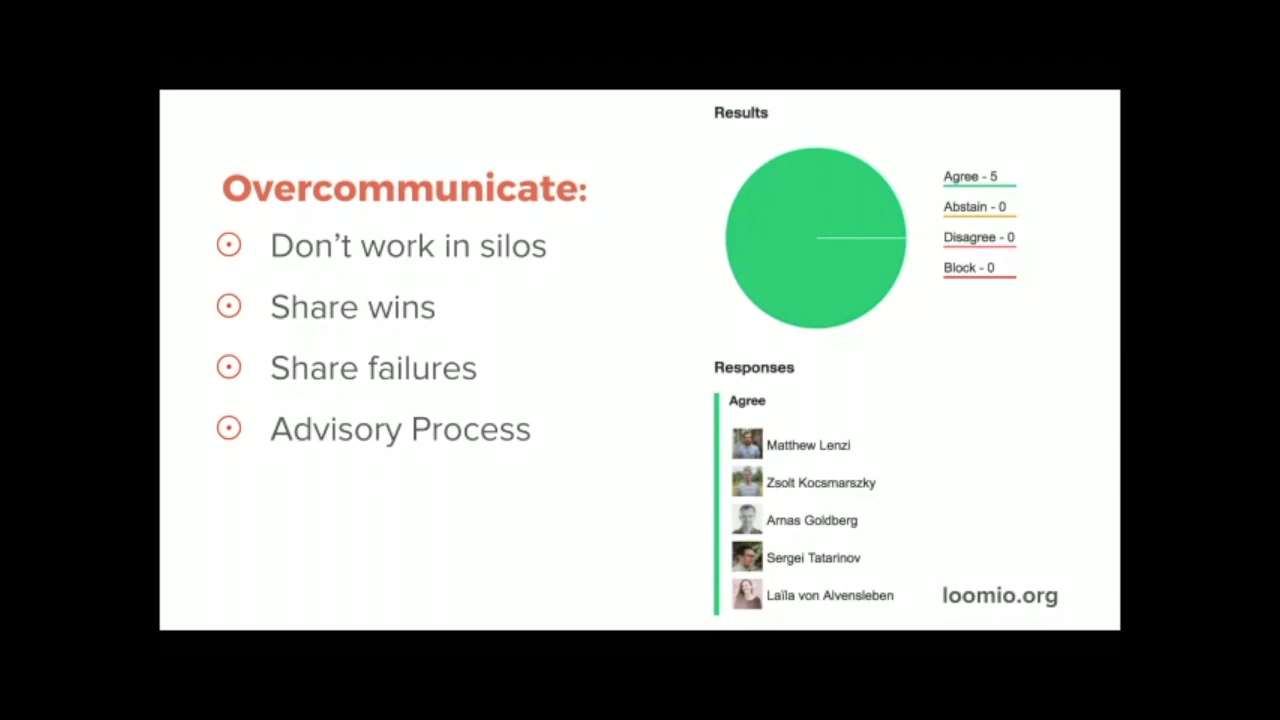 Overcommunicate:
Don't work in silos
Share wins
Share failures
Advisory Process
Results
Agree - 5
Abstain - 0
Disagree - 0
Block - 0
Responses
Agree
Matthew Lenzi
Zsolt Kocsmarszky
Arnas Goldberg
Sergei Tatarinov
Laïla von Alvensleben
loomio.org